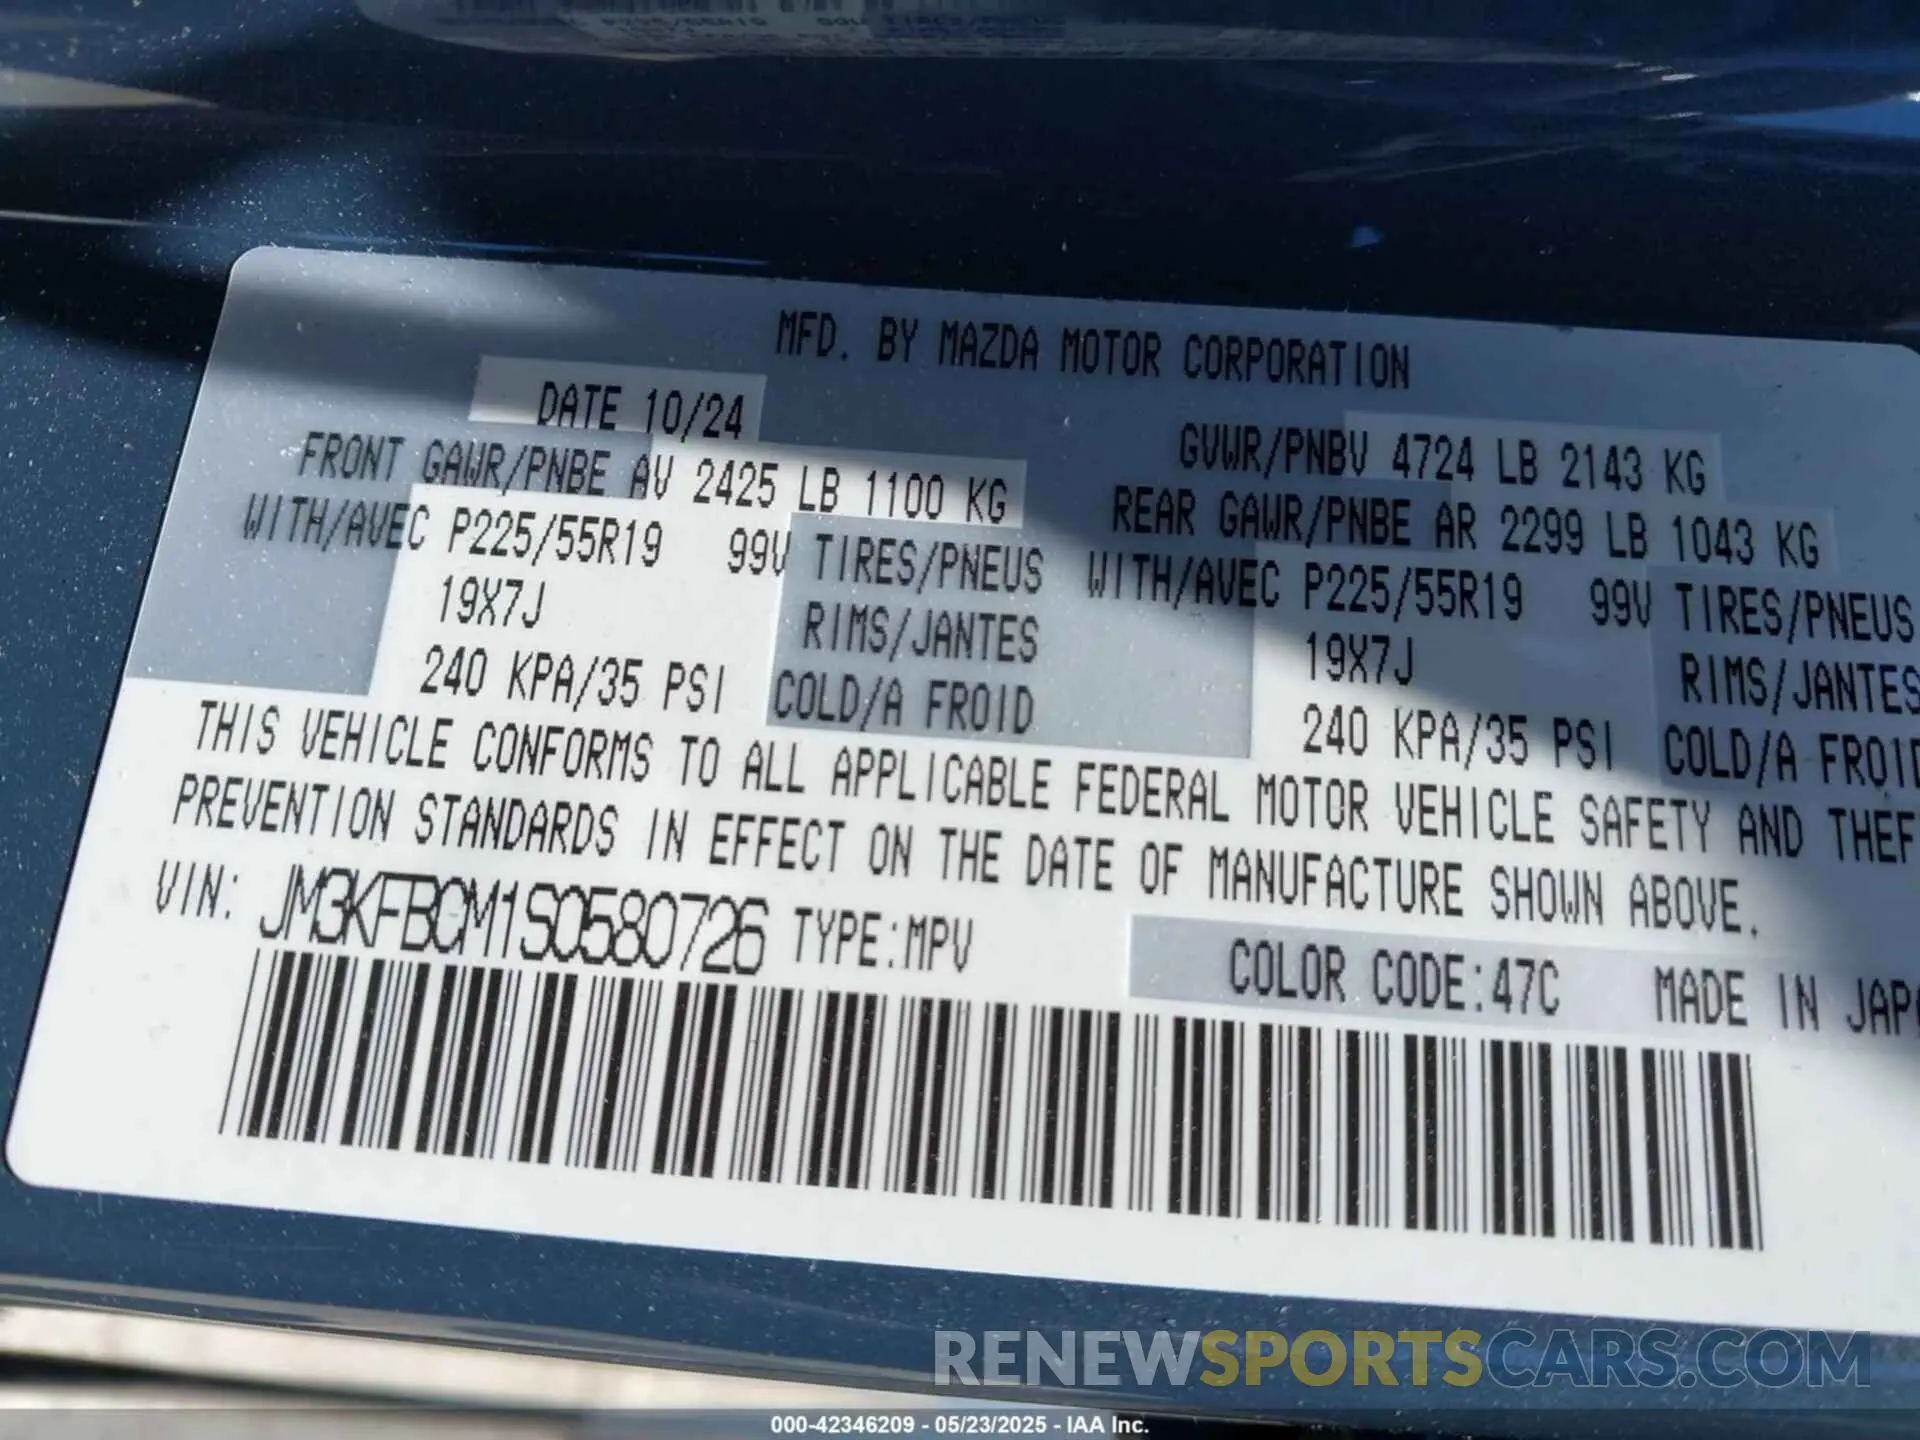 MFD. BY MAZDA MOTOR CORPORATION
DATE 10/24
GVWR/PNBV 4724 LB 2143 KG
FRONT GAWR/PNBE AV 2425 LB 1100 KG
REAR GAWR/PNBE AR 2299 LB 1043 KG
WITH/AVEC P225/55R19 99V TIRES/PNEUS WITH/AVEC P225/55R19 99V TIRES/PNEUS
19X7J RIMS/JANTES 19X7J RIMS/JANTES
240 KPA/35 PSI COLD/A FROID 240 KPA/35 PSI COLD/A FROID
THIS VEHICLE CONFORMS TO ALL APPLICABLE FEDERAL MOTOR VEHICLE SAFETY AND THEF
PREVENTION STANDARDS IN EFFECT ON THE DATE OF MANUFACTURE SHOWN ABOVE.
VIN: JM3KFBCM1S0580726 TYPE:MPV COLOR CODE:47C MADE IN JAPA
RENEWSPORTSCARS.COM
000-42346209 - 05/23/2025 - IAA Inc.